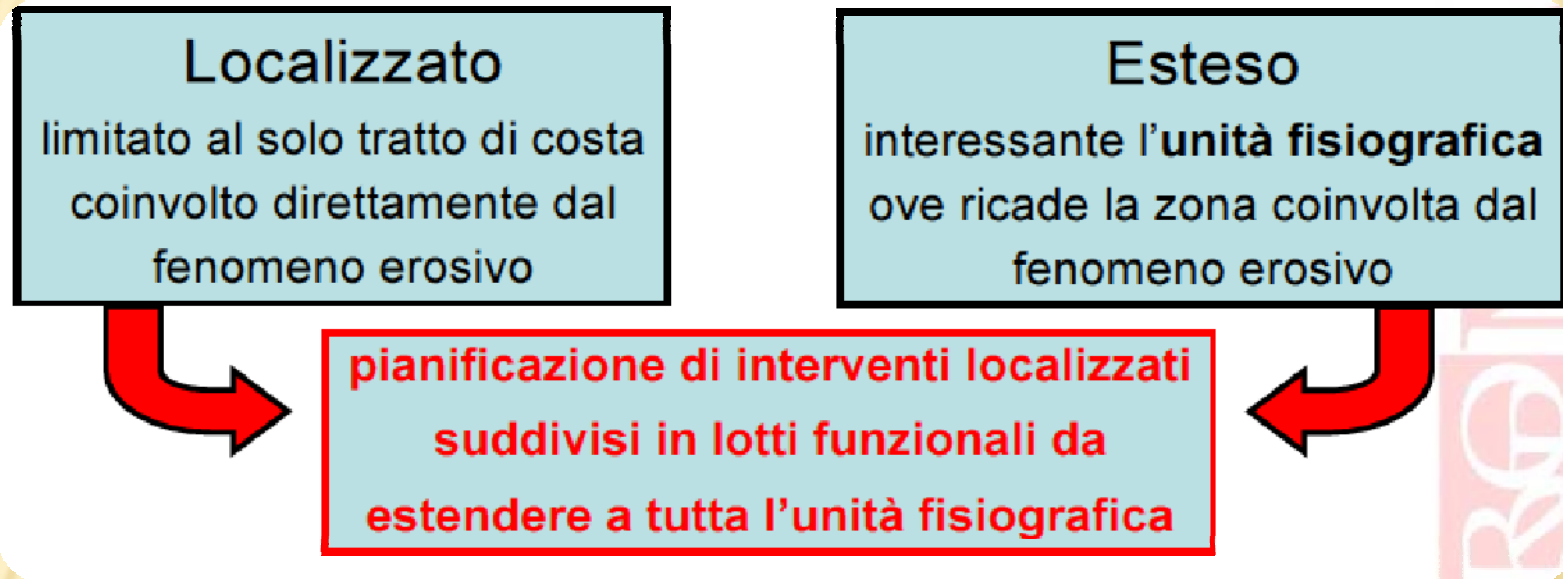 Localizzato
limitato al solo tratto di costa
coinvolto direttamente dal
fenomeno erosivo
Esteso
interessante l’unità fisiografica
ove ricade la zona coinvolta dal
fenomeno erosivo
pianificazione di interventi localizzati
suddivisi in lotti funzionali da
estendere a tutta l’unità fisiografica